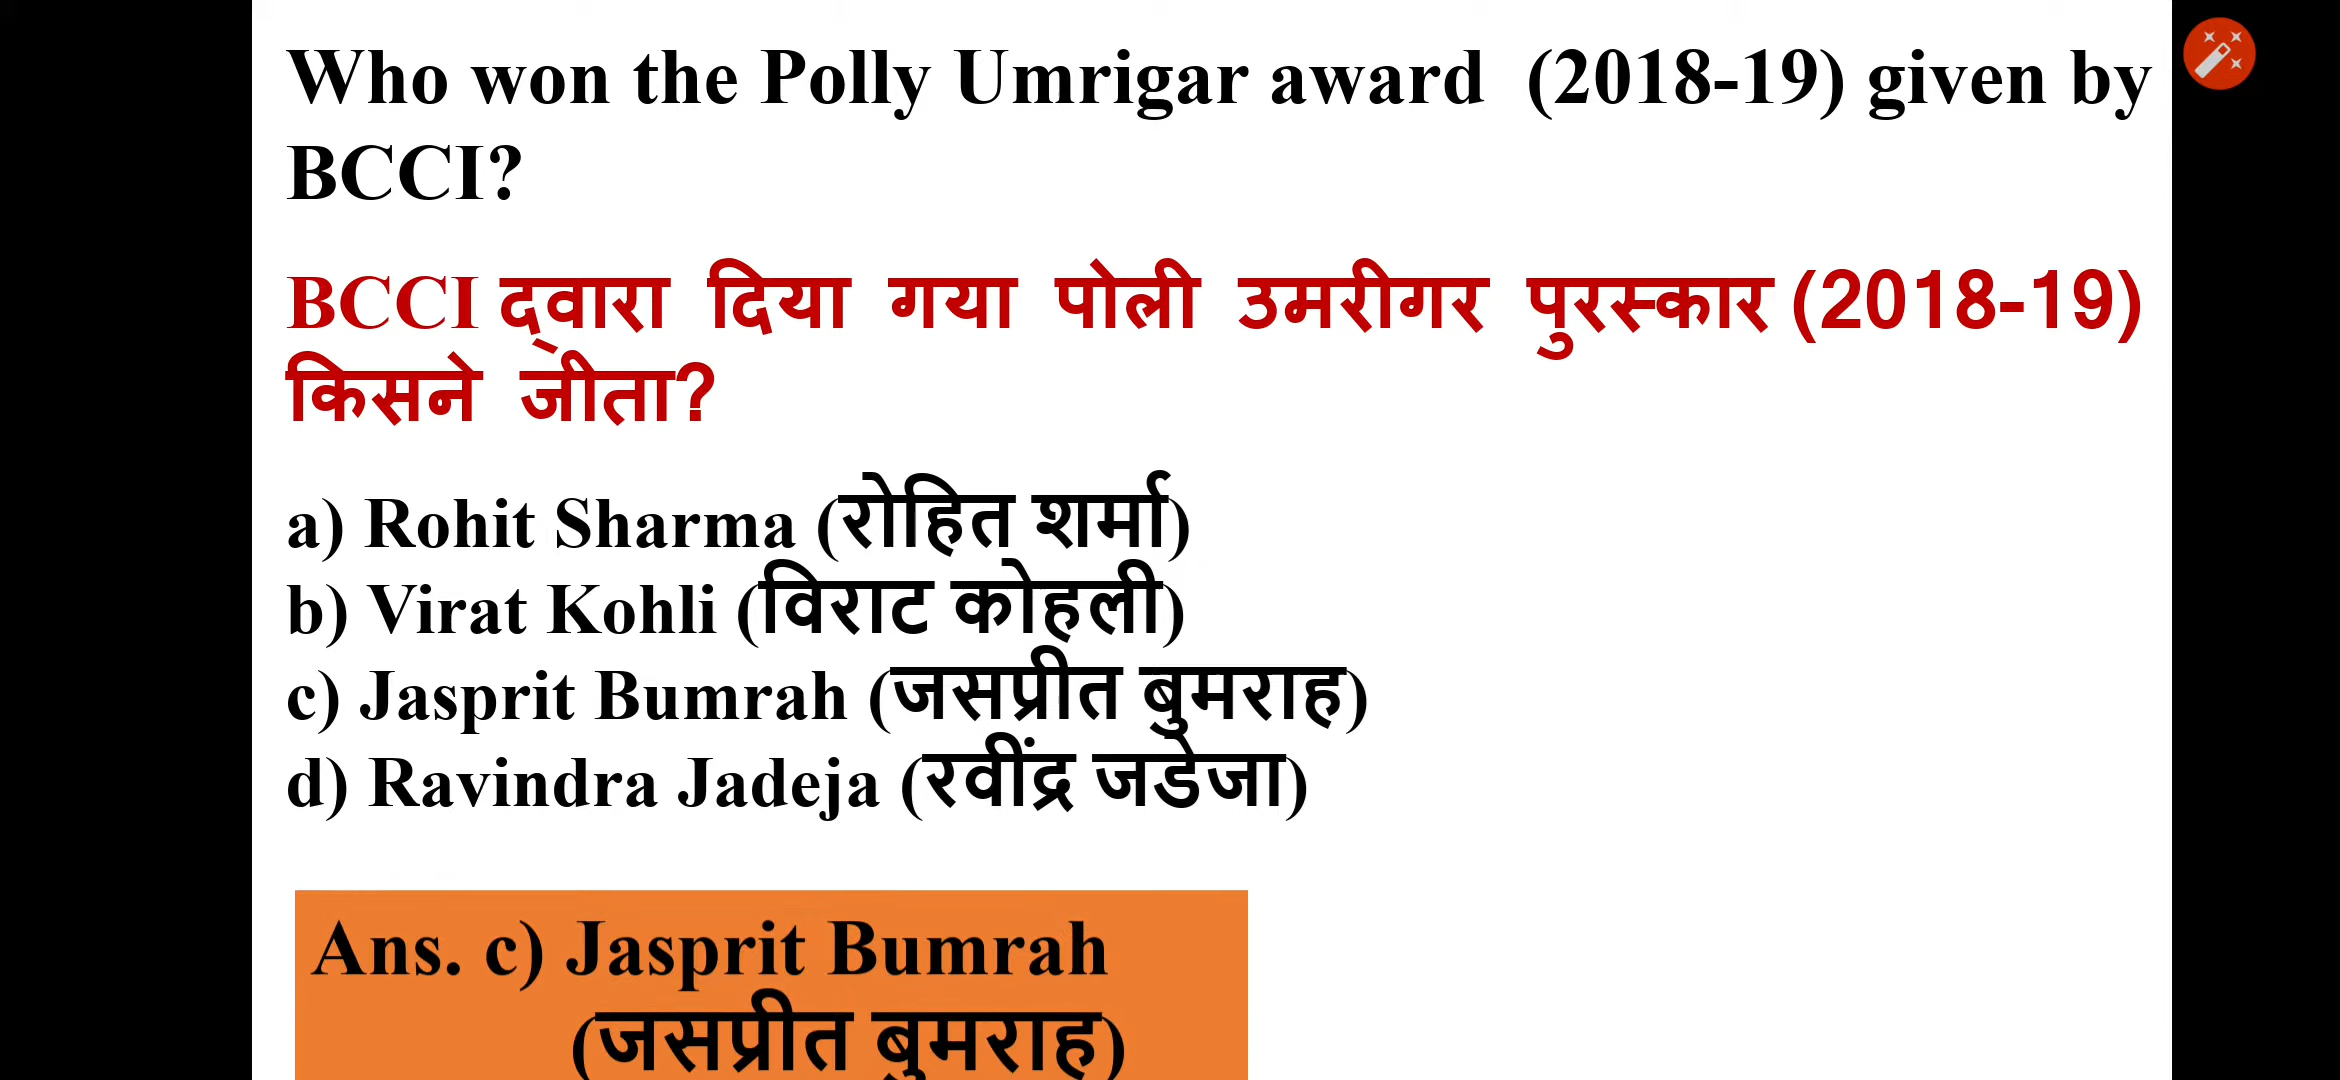 Who won the Polly Umrigar award (2018-19) given by
BCCI?
BCCI द्वारा दिया गया पोली उमरीगर पुरस्कार (2018-19)
किसने जीता?
a) Rohit Sharma (रोहित शर्मा)
b) Virat Kohli (विराट कोहली)
c) Jasprit Bumrah (जसप्रीत बुमराह)
d) Ravindra Jadeja (रवींद्र जडेजा)
Ans. c) Jasprit Bumrah
(जसप्रीत बुमराह)